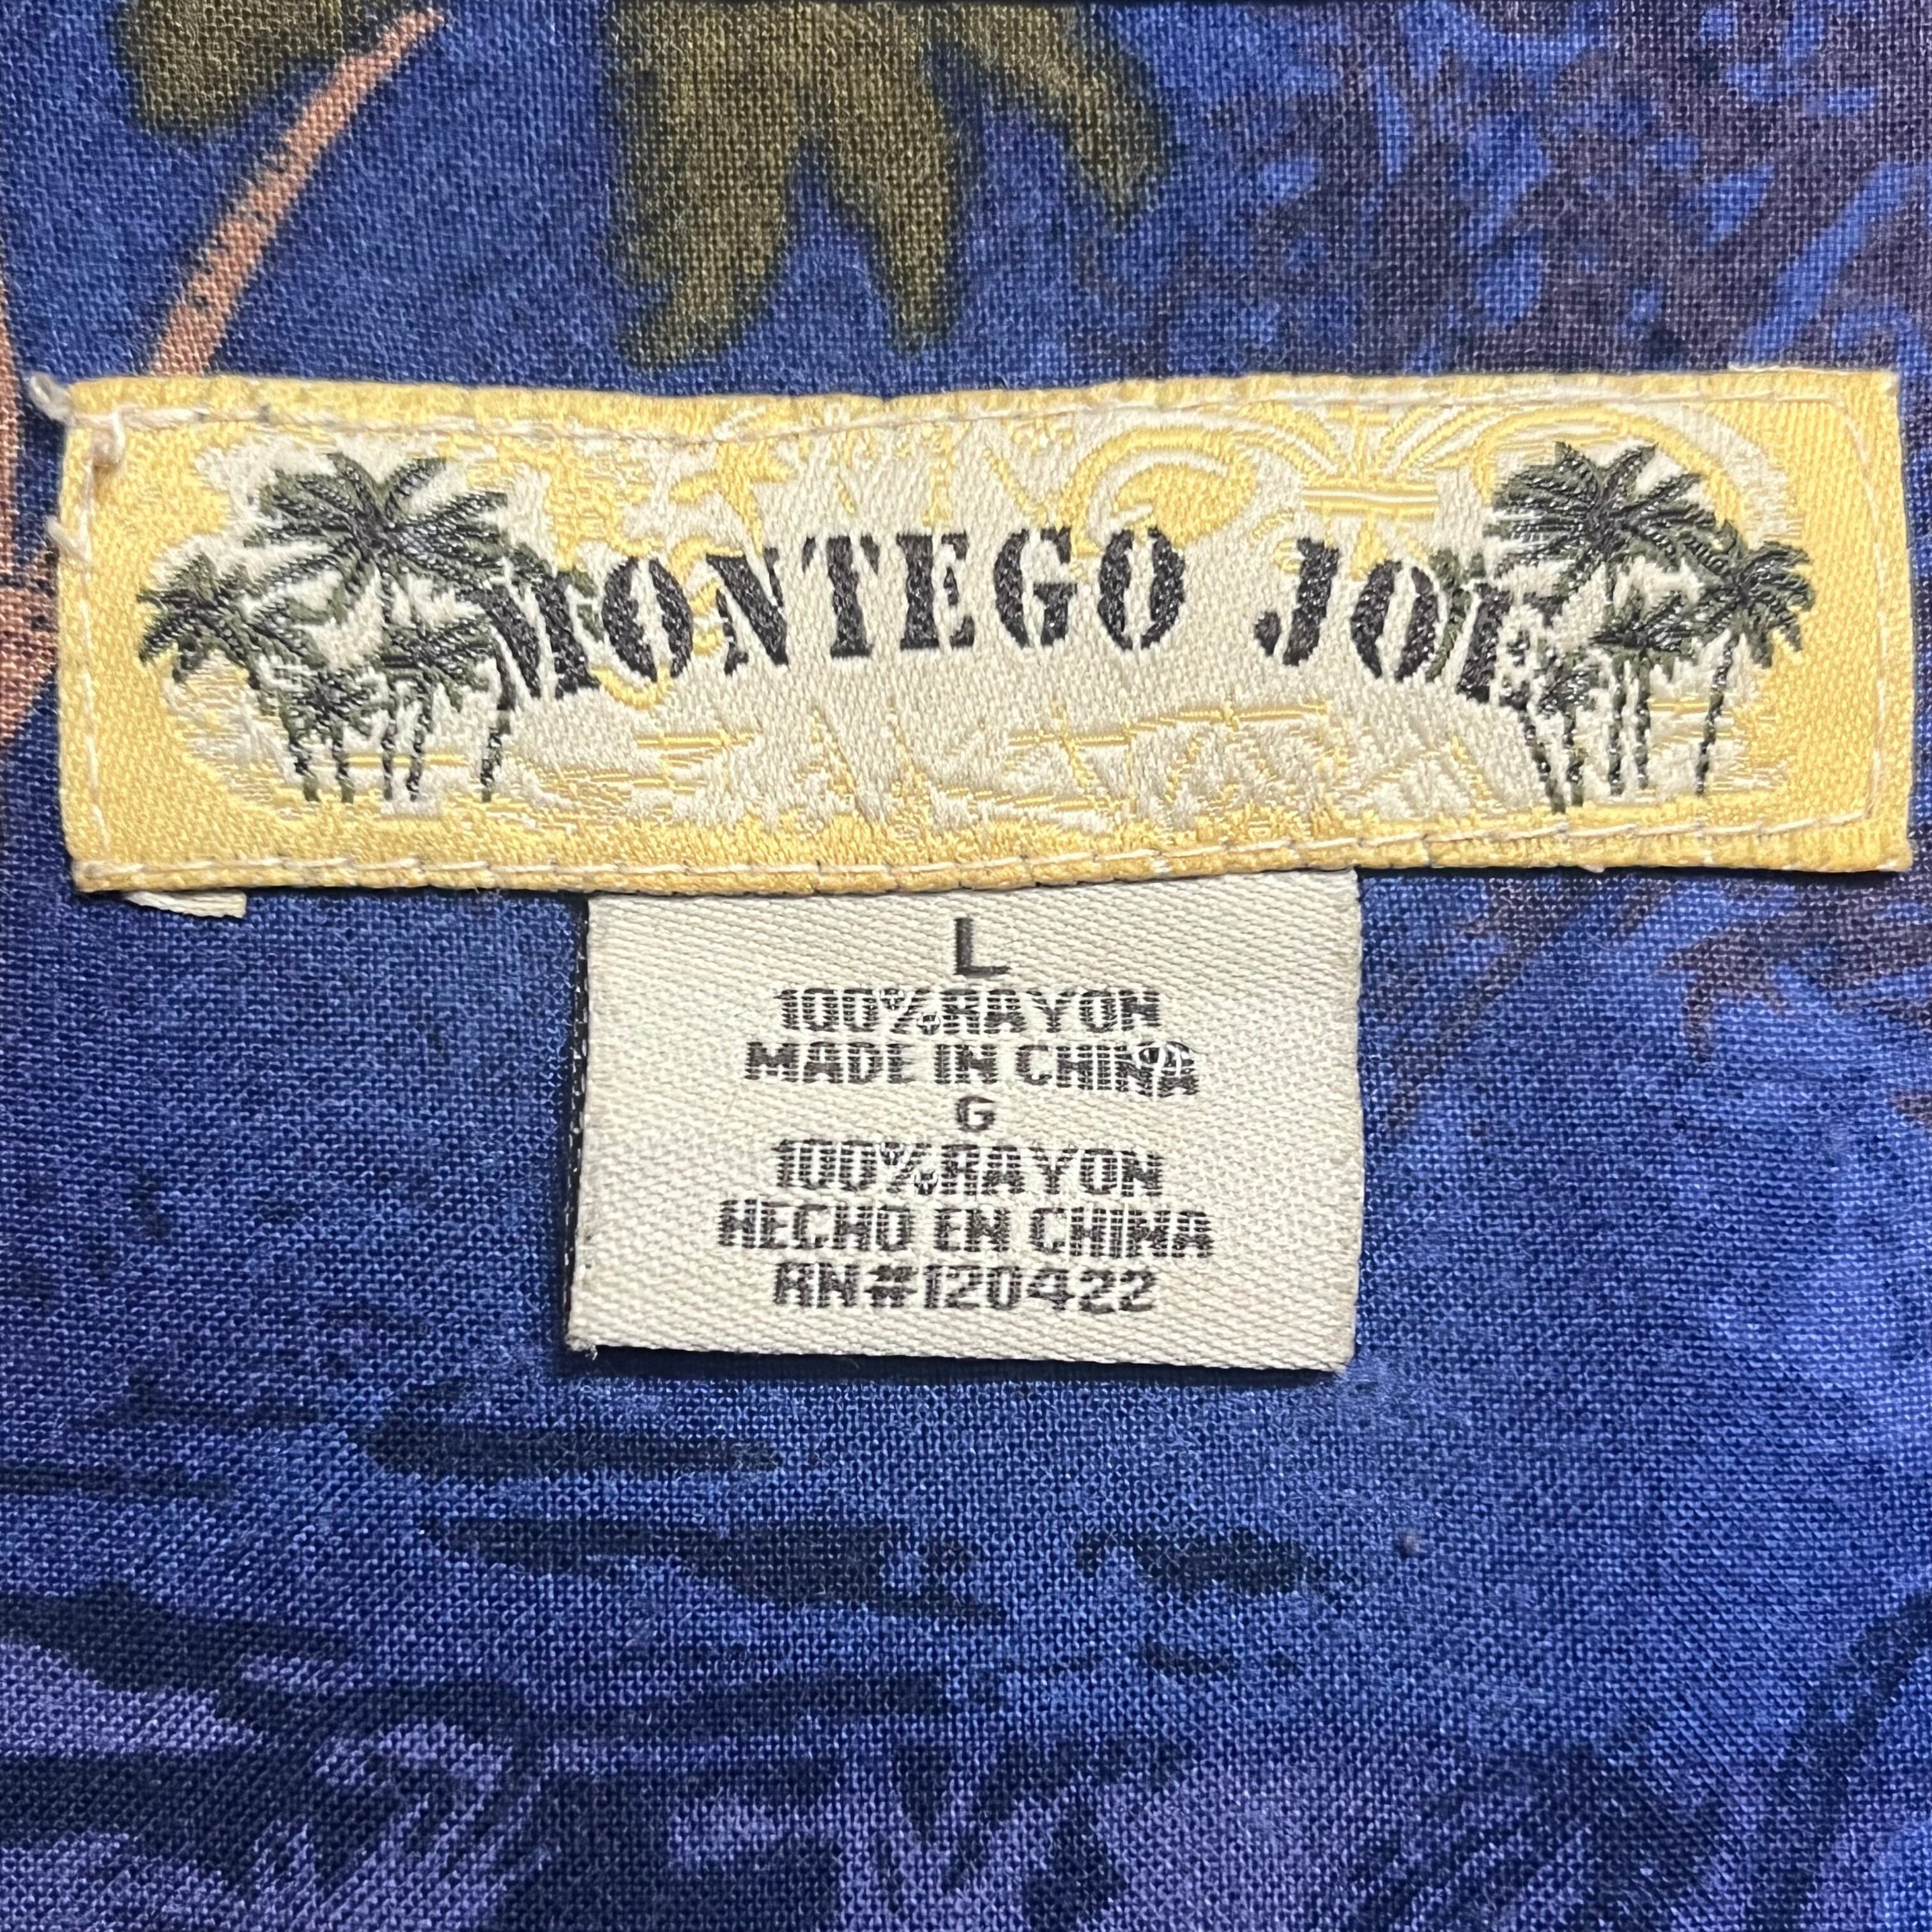 MONTEGO JOE
L
100%RAYON
MADE IN CHINA
G
100%RAYON
HECHO EN CHINA
RN#120422